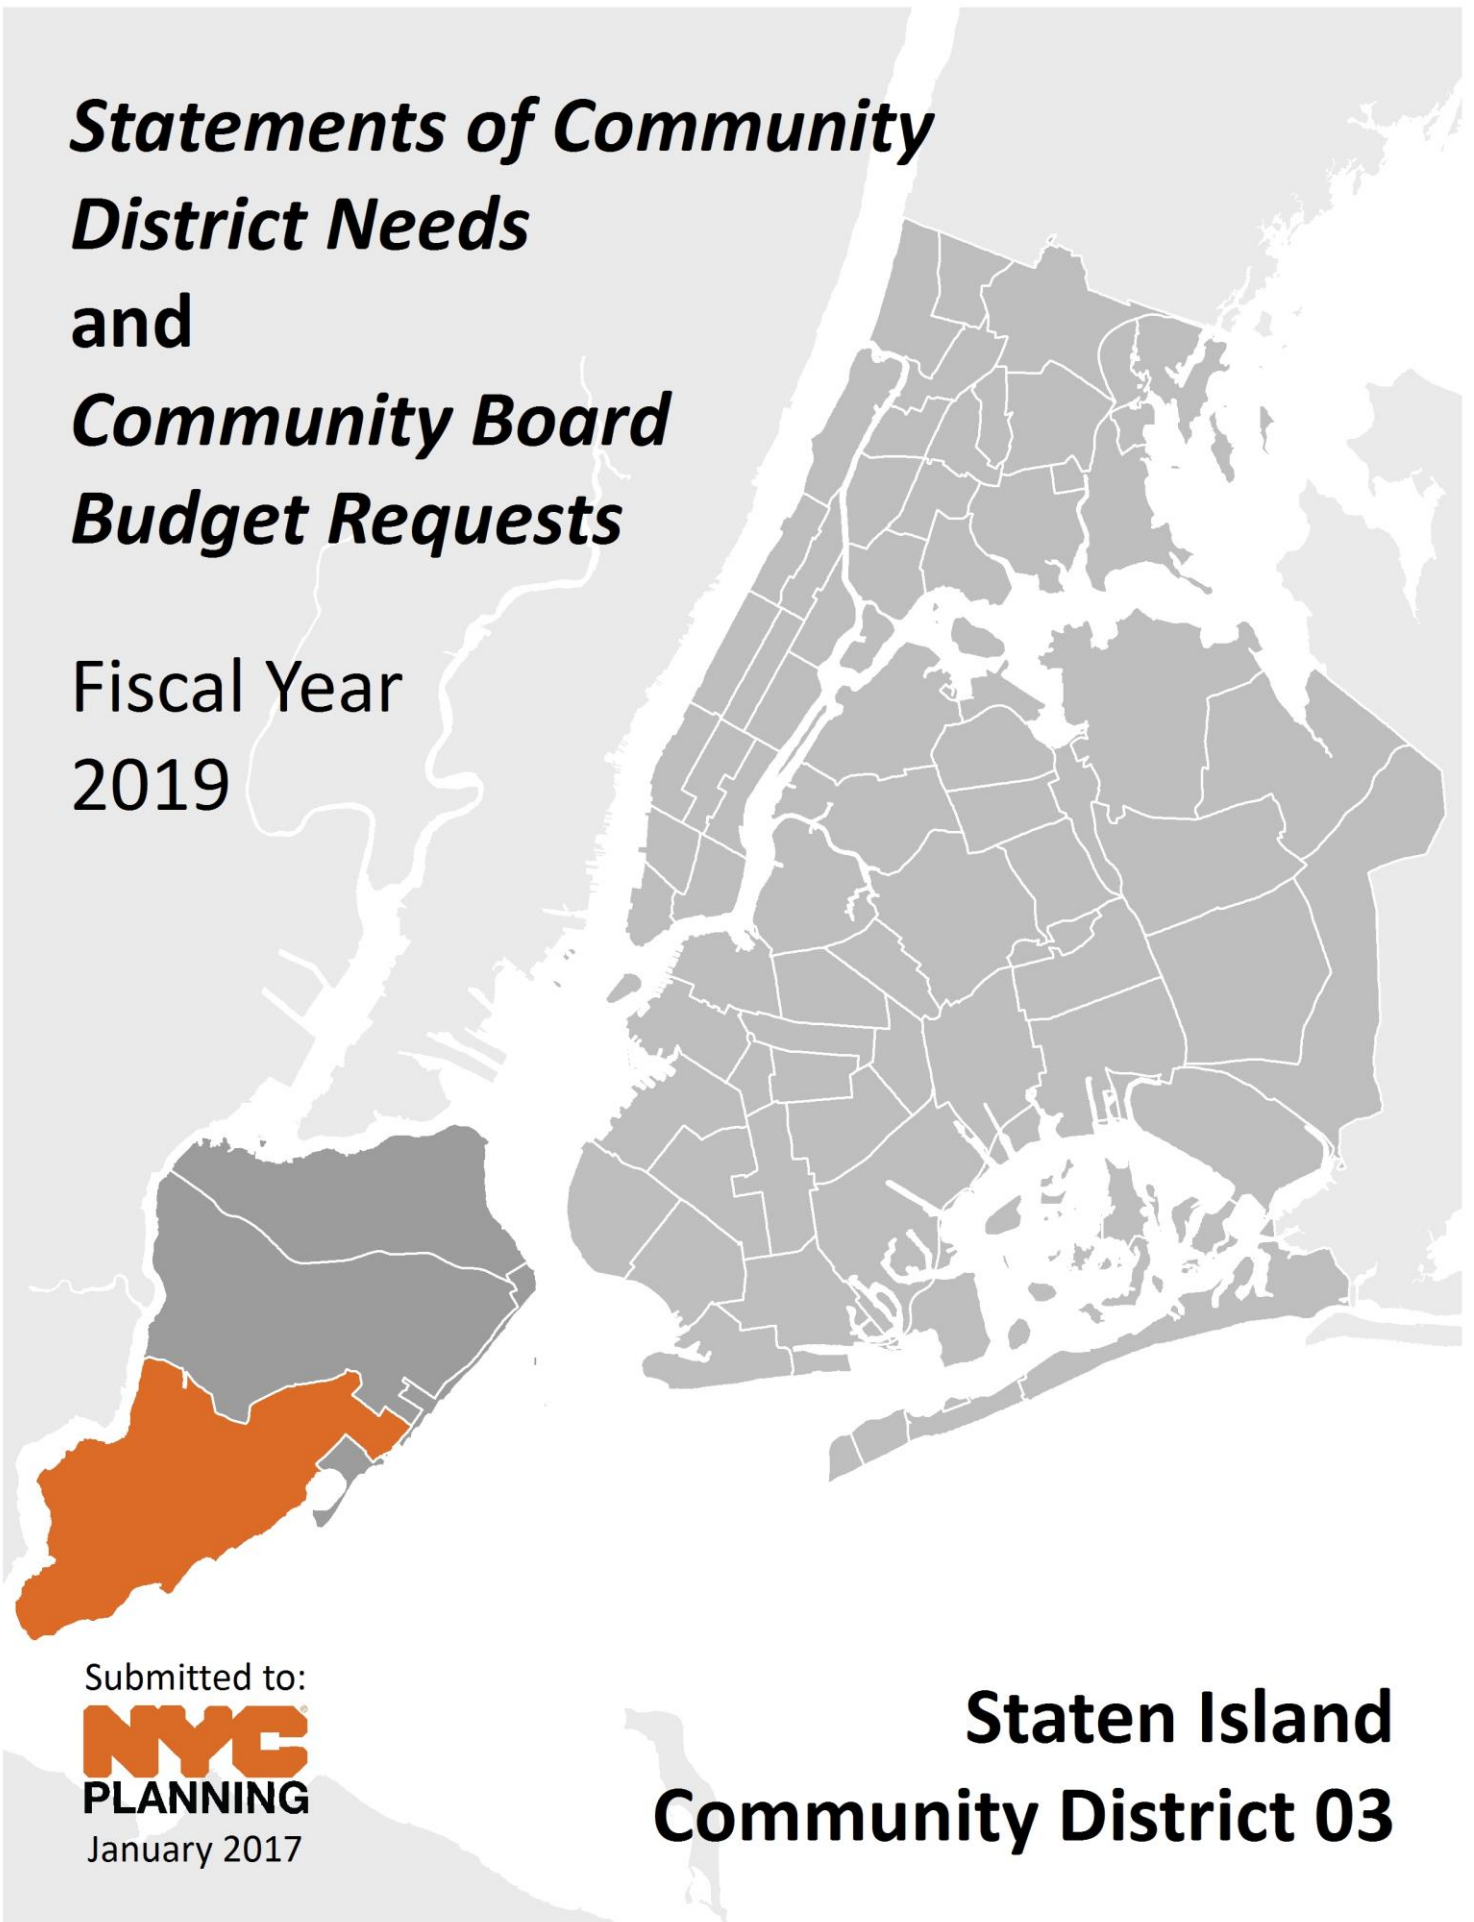 Statements of Community
District Needs
and
Community Board
Budget Requests
Fiscal Year
2019
Submitted to:
NYC
PLANNING
January 2017
Staten Island
Community District 03